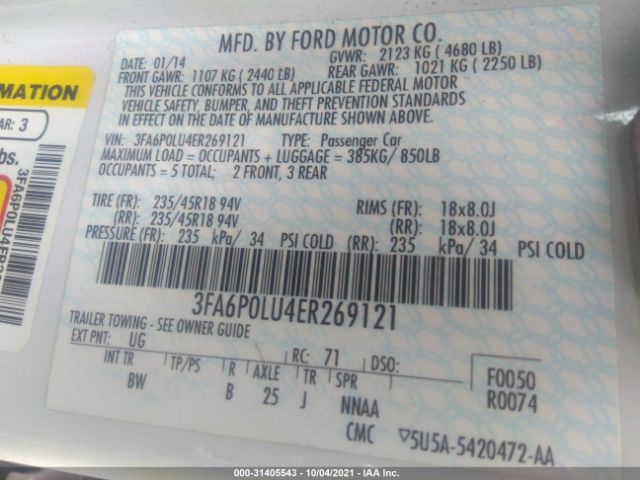 MFD. BY FORD MOTOR CO.
DATE: 01/14 GVWR: 2123 KG ( 4680 LB)
FRONT GAWR: 1107 KG ( 2440 LB) REAR GAWR: 1021 KG ( 2250 LB)
THIS VEHICLE CONFORMS TO ALL APPLICABLE FEDERAL MOTOR
VEHICLE SAFETY, BUMPER, AND THEFT PREVENTION STANDARDS
IN EFFECT ON THE DATE OF MANUFACTURE SHOWN ABOVE.
VIN: 3FA6P0LU4ER269121 TYPE: Passenger Car
MAXIMUM LOAD = OCCUPANTS + LUGGAGE = 385KG/ 850LB
OCCUPANTS = 5 TOTAL; 2 FRONT, 3 REAR
TIRE (FR): 235/45R18 94V RIMS (FR): 18x8.0J
(RR): 235/45R18 94V (RR): 18x8.0J
PRESSURE (FR): 235 kPa/ 34 PSI COLD (RR): 235 kPa/ 34 PSI COLD
3FA6P0LU4ER269121
TRAILER TOWING - SEE OWNER GUIDE
EXT PNT: UG RC: 71 DSO:
INT TR TP/PS R AXLE TR SPR F0050
BW B 25 J NNAA R0074
CMC ▽5U5A-5420472-AA
MATION
AR: 3
bs.
3FA6P0LU4ER2
000-31405543 - 10/04/2021 - IAAI.COM